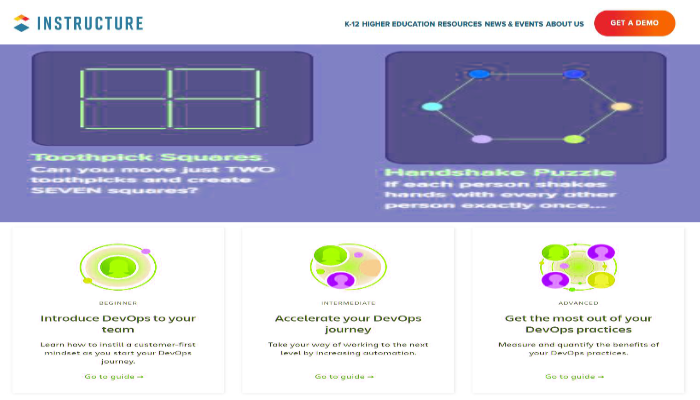 INSTRUCTURE
K-12 HIGHER EDUCATION RESOURCES NEWS & EVENTS ABOUT US
GET A DEMO
Toothpick Squares
Can you move just TWO
toothpicks and create
SEVEN squares?
Handshake Puzzle
If each person shakes
hands with every other
person exactly once...
BEGINNER
Introduce DevOps to your
team
Learn how to instill a customer-first
mindset as you start your DevOps
journey.
Go to guide →
INTERMEDIATE
Accelerate your DevOps
journey
Take your way of working to the next
level by increasing automation.
Go to guide →
ADVANCED
Get the most out of your
DevOps practices
Measure and quantify the benefits of
your DevOps practices.
Go to guide →